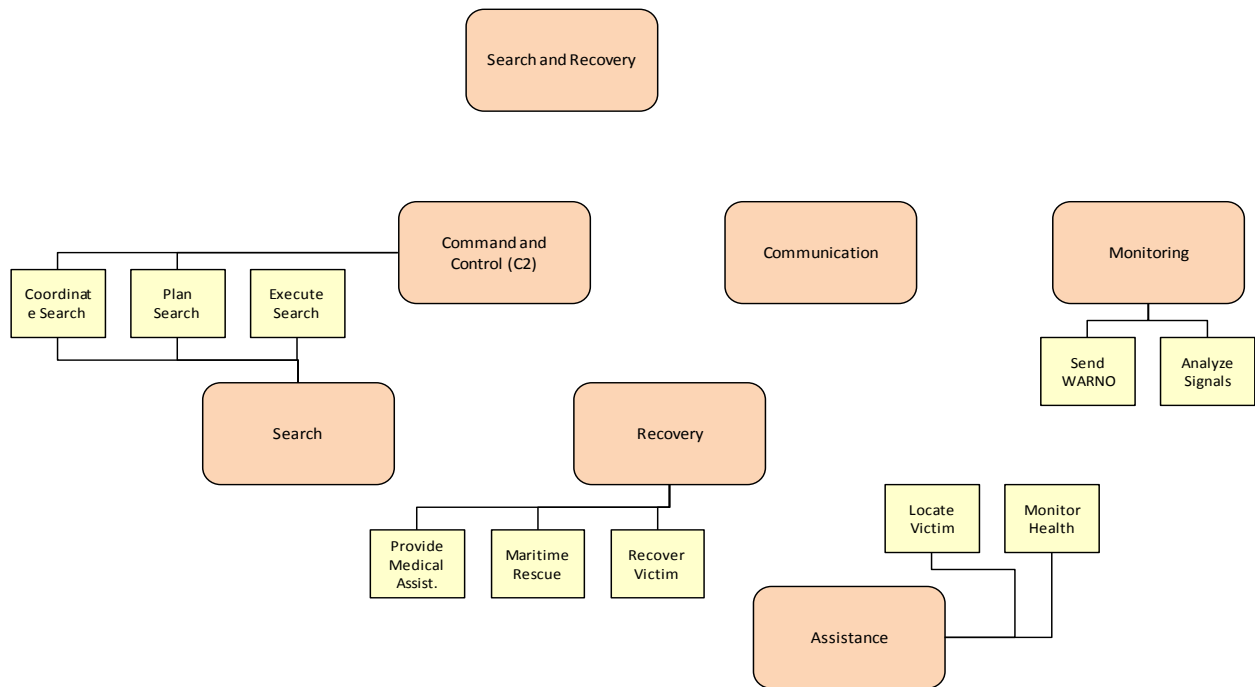 Search and Recovery
Command and
Control (C2)
Communication
Monitoring
Coordinat
e Search
Plan
Search
Execute
Search
Send
WARNO
Analyze
Signals
Search
Recovery
Locate
Victim
Monitor
Health
Provide
Medical
Assist.
Maritime
Rescue
Recover
Victim
Assistance